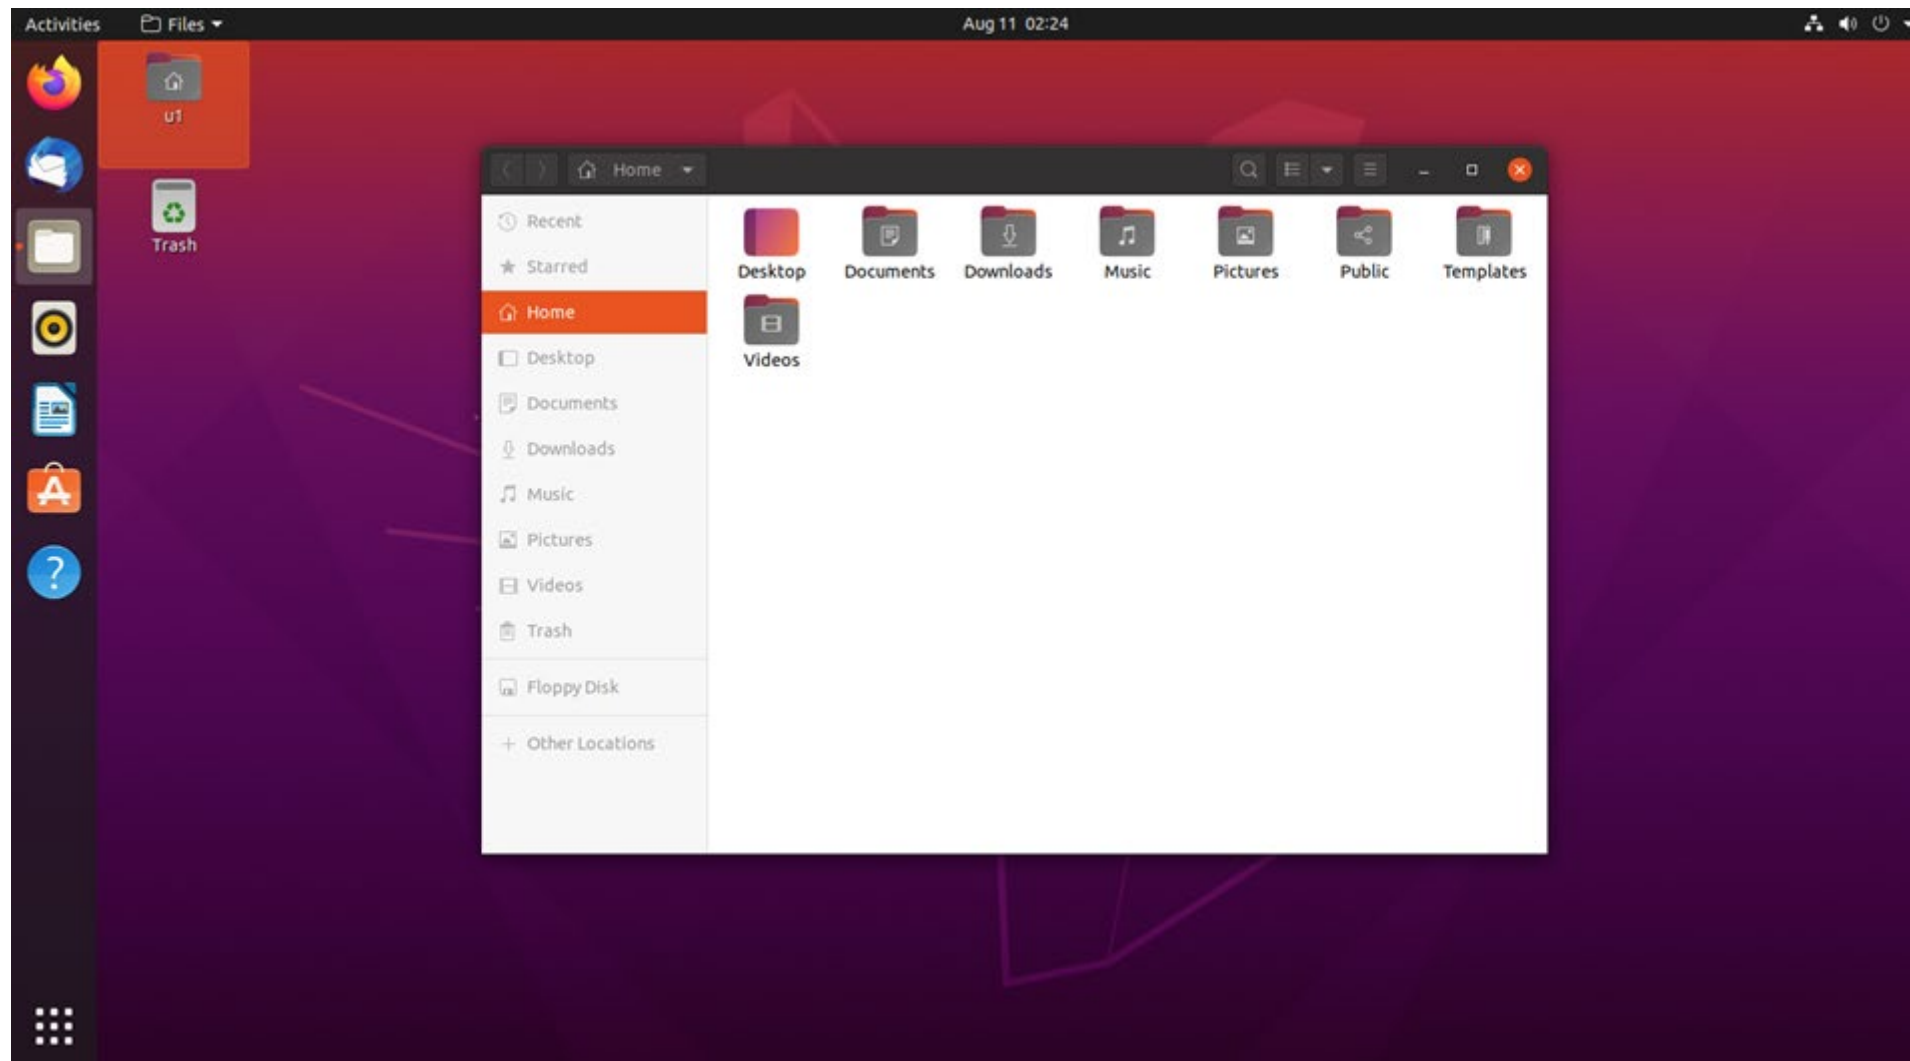 Activities Files Aug 11 02:24
u1
Trash
Home
Recent
Starred
Home
Desktop
Documents
Downloads
Music
Pictures
Videos
Trash
Floppy Disk
+ Other Locations
Desktop Documents Downloads Music Pictures Public Templates
Videos